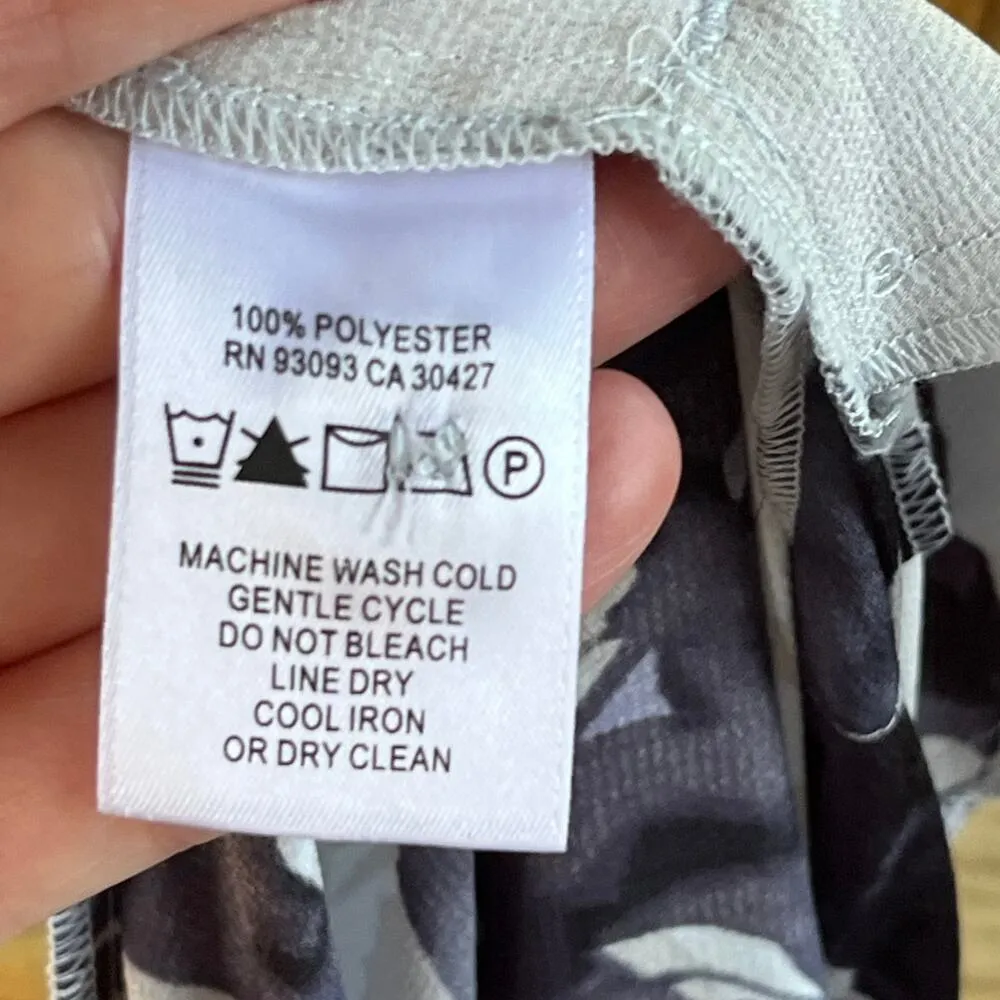 100% POLYESTER
RN 93093 CA 30427
P
MACHINE WASH COLD
GENTLE CYCLE
DO NOT BLEACH
LINE DRY
COOL IRON
OR DRY CLEAN